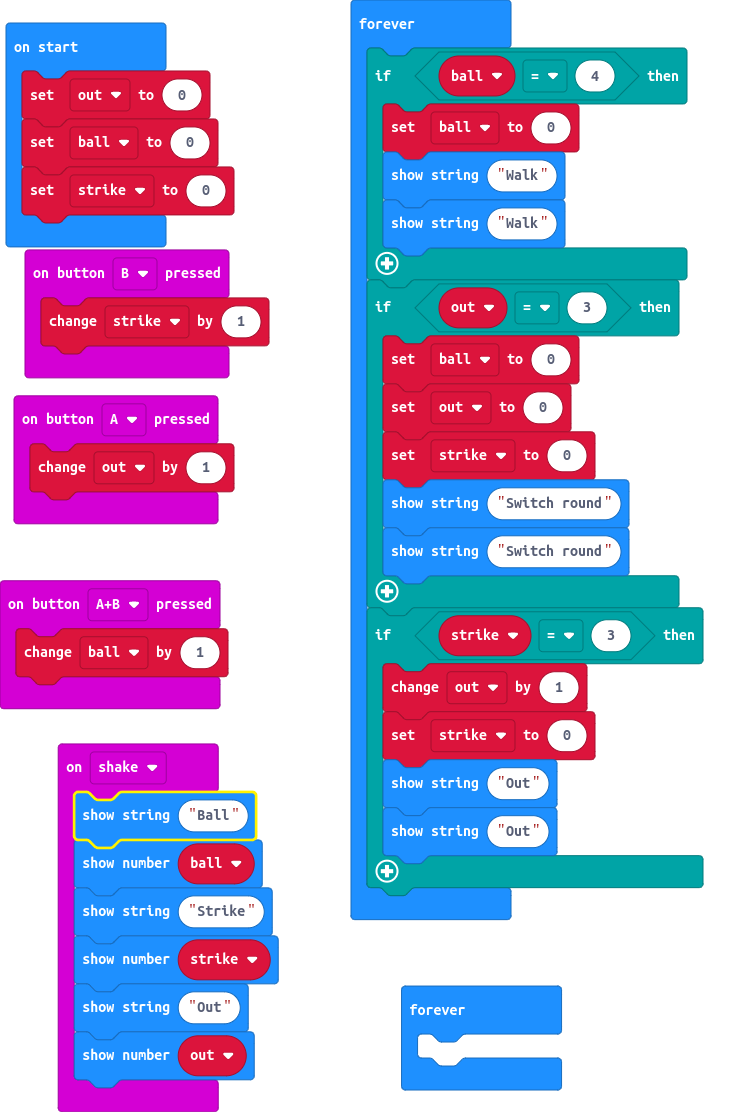 on start
set out to 0
set ball to 0
set strike to 0
on button B pressed
change strike by 1
on button A pressed
change out by 1
on button A+B pressed
change ball by 1
on shake
show string "Ball"
show number ball
show string "Strike"
show number strike
show string "Out"
show number out
forever
if ball = 4 then
set ball to 0
show string "Walk"
show string "Walk"
if out = 3 then
set ball to 0
set out to 0
set strike to 0
show string "Switch round"
show string "Switch round"
if strike = 3 then
change out by 1
set strike to 0
show string "Out"
show string "Out"
forever